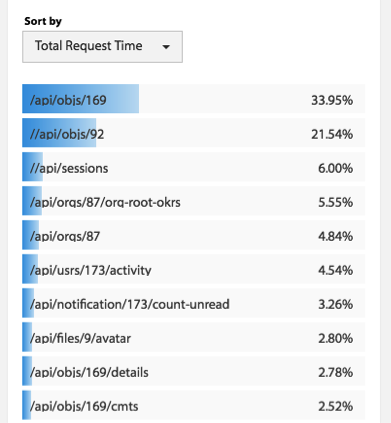 Sort by
Total Request Time
/api/objs/169 33.95%
//api/objs/92 21.54%
//api/sessions 6.00%
/api/orgs/87/org-root-okrs 5.55%
/api/orgs/87 4.84%
/api/usrs/173/activity 4.54%
/api/notification/173/count-unread 3.26%
/api/files/9/avatar 2.80%
/api/objs/169/details 2.78%
/api/objs/169/cmts 2.52%